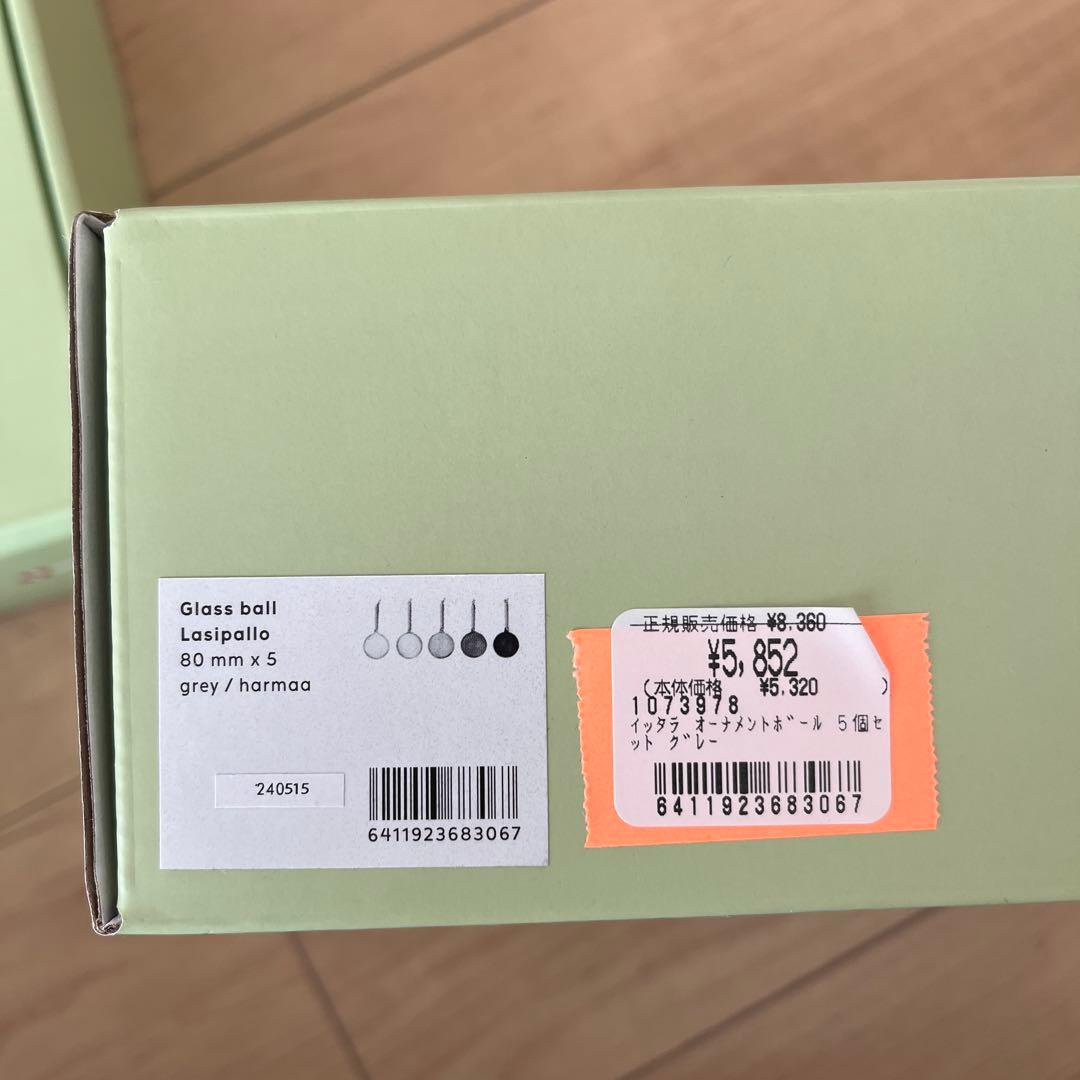 Glass ball
Lasipallo
80 mm x 5
grey / harmaa
240515
6411923683067
正規販売価格 ¥8,360
¥5,852
(本体価格 ¥5,320 )
1073978
イッタラ オーナメントボール 5個セ
ット グレー
6411923683067